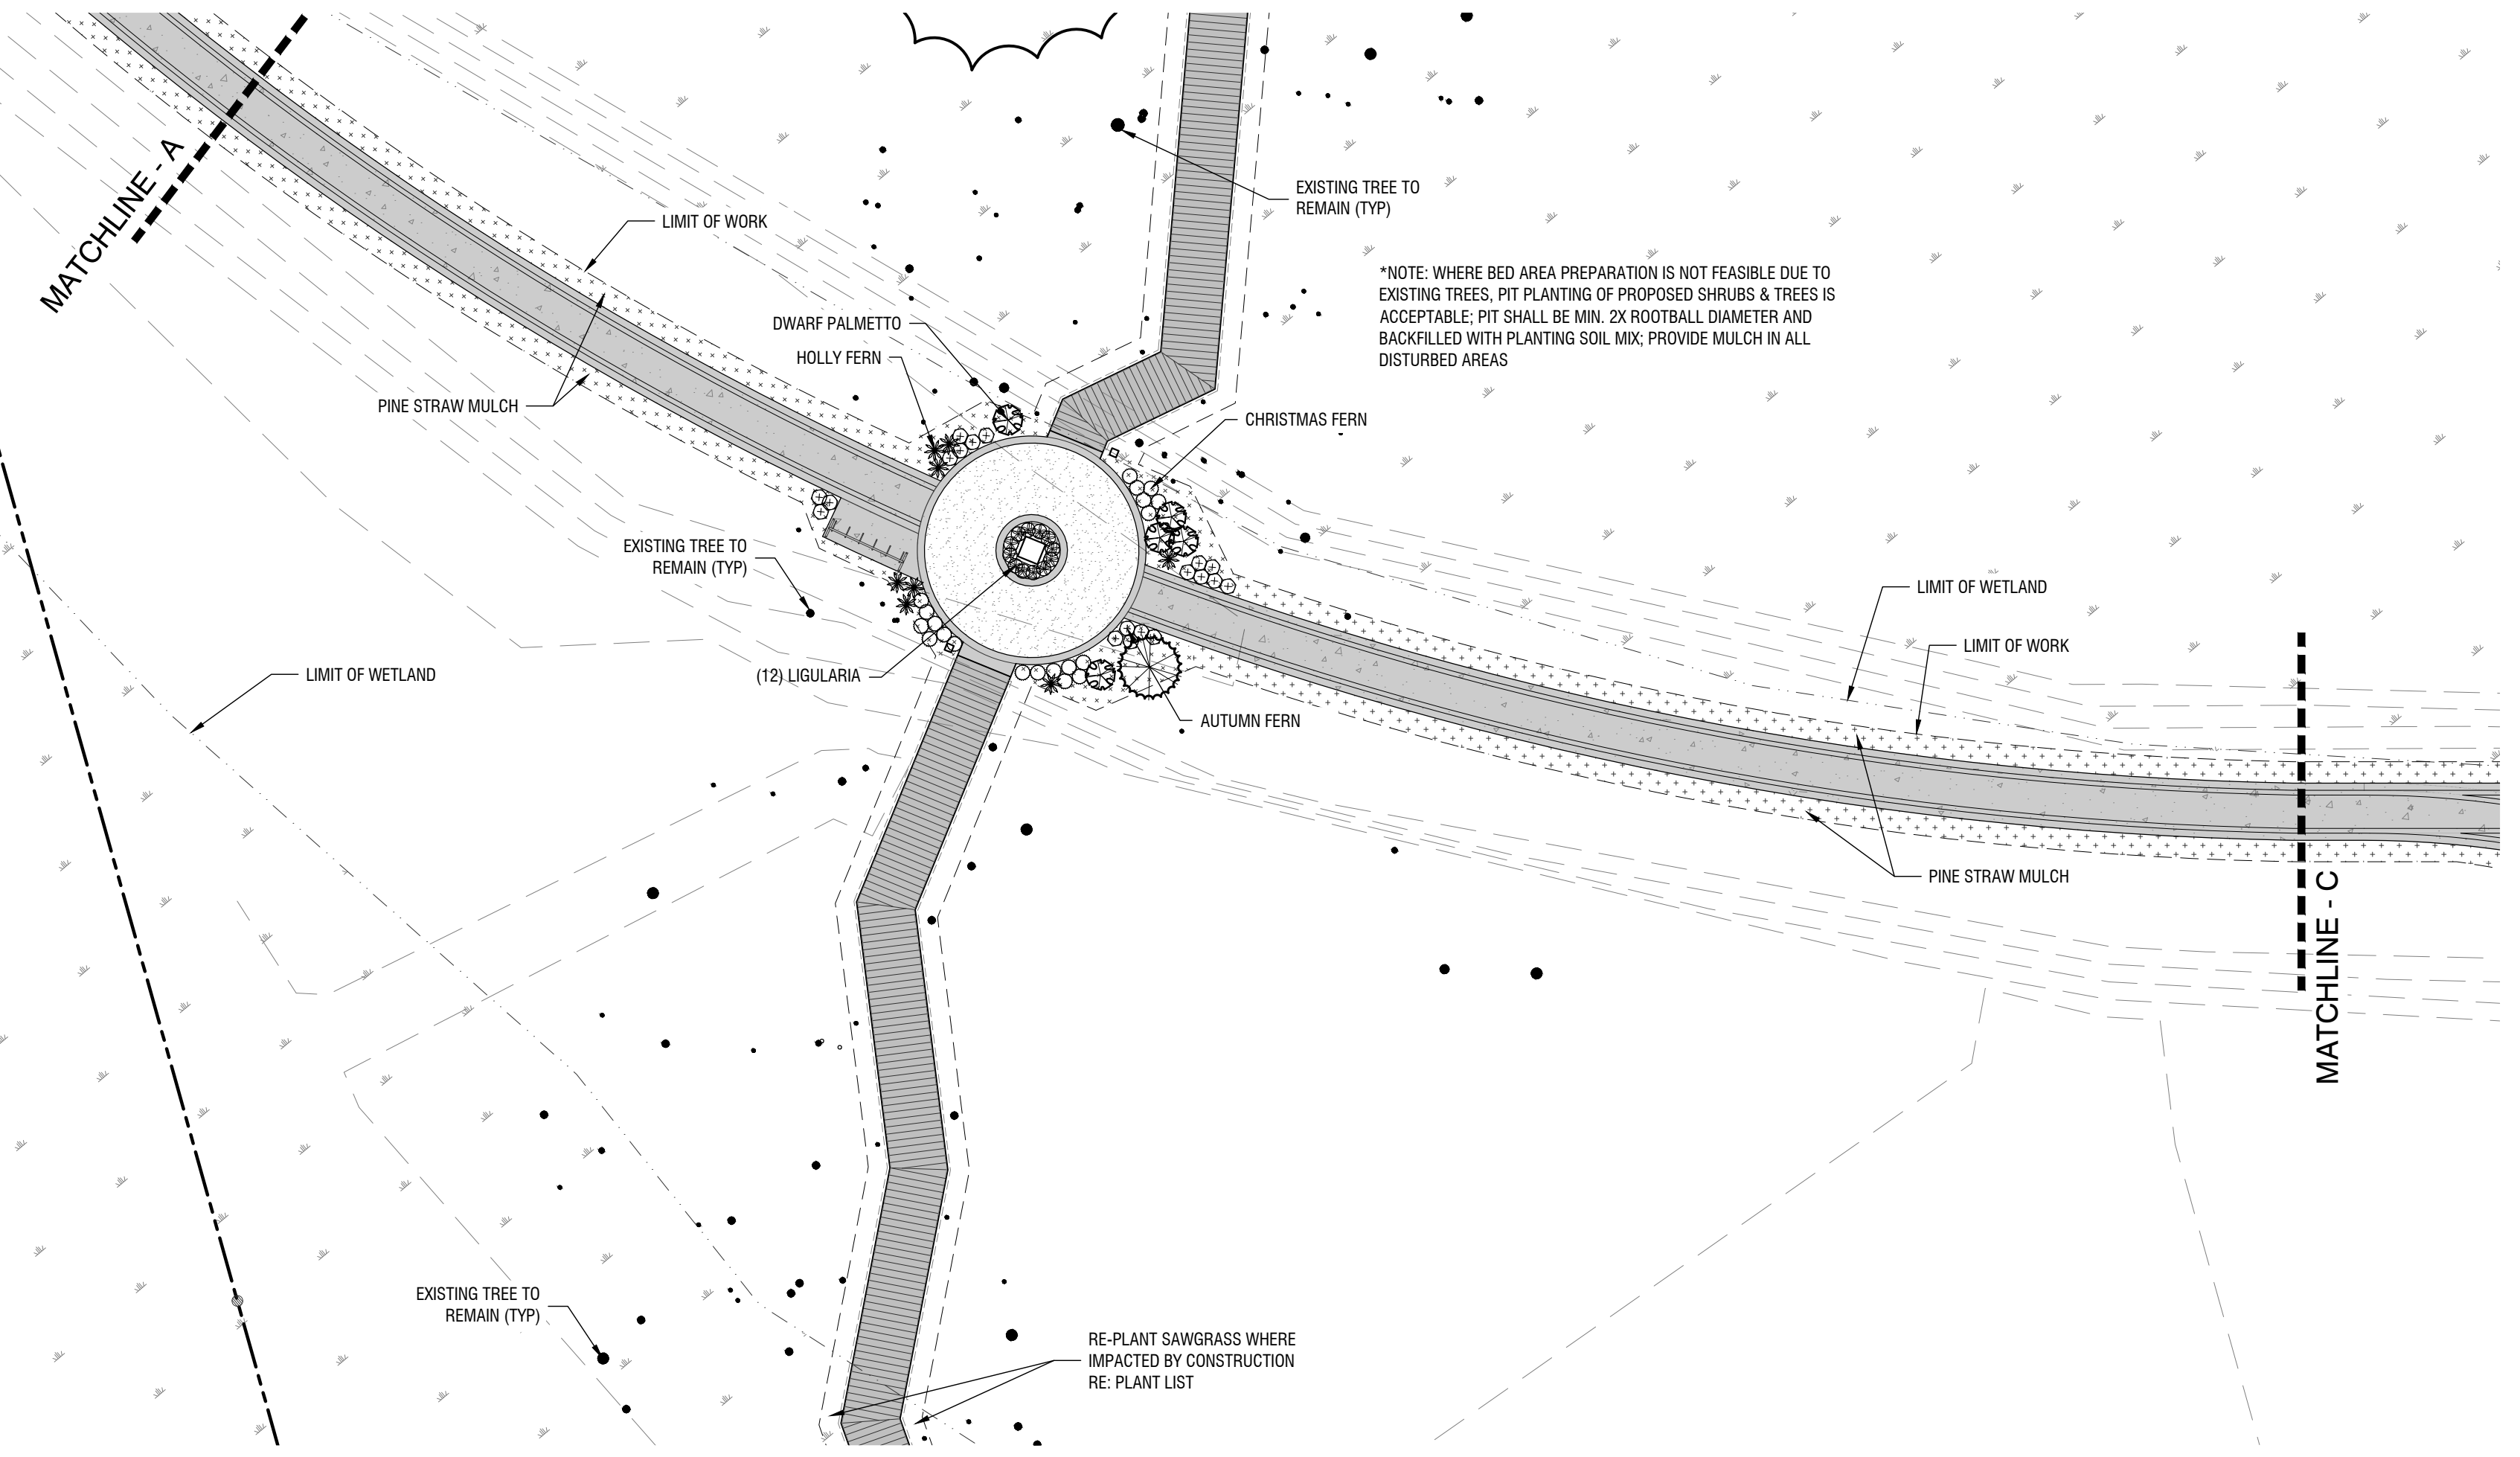 MATCHLINE - A
LIMIT OF WORK
EXISTING TREE TO
REMAIN (TYP)
*NOTE: WHERE BED AREA PREPARATION IS NOT FEASIBLE DUE TO
EXISTING TREES, PIT PLANTING OF PROPOSED SHRUBS & TREES IS
ACCEPTABLE; PIT SHALL BE MIN. 2X ROOTBALL DIAMETER AND
BACKFILLED WITH PLANTING SOIL MIX; PROVIDE MULCH IN ALL
DISTURBED AREAS
DWARF PALMETTO
HOLLY FERN
PINE STRAW MULCH
CHRISTMAS FERN
EXISTING TREE TO
REMAIN (TYP)
LIMIT OF WETLAND
LIMIT OF WORK
LIMIT OF WETLAND
(12) LIGULARIA
AUTUMN FERN
PINE STRAW MULCH
MATCHLINE - C
EXISTING TREE TO
REMAIN (TYP)
RE-PLANT SAWGRASS WHERE
IMPACTED BY CONSTRUCTION
RE: PLANT LIST